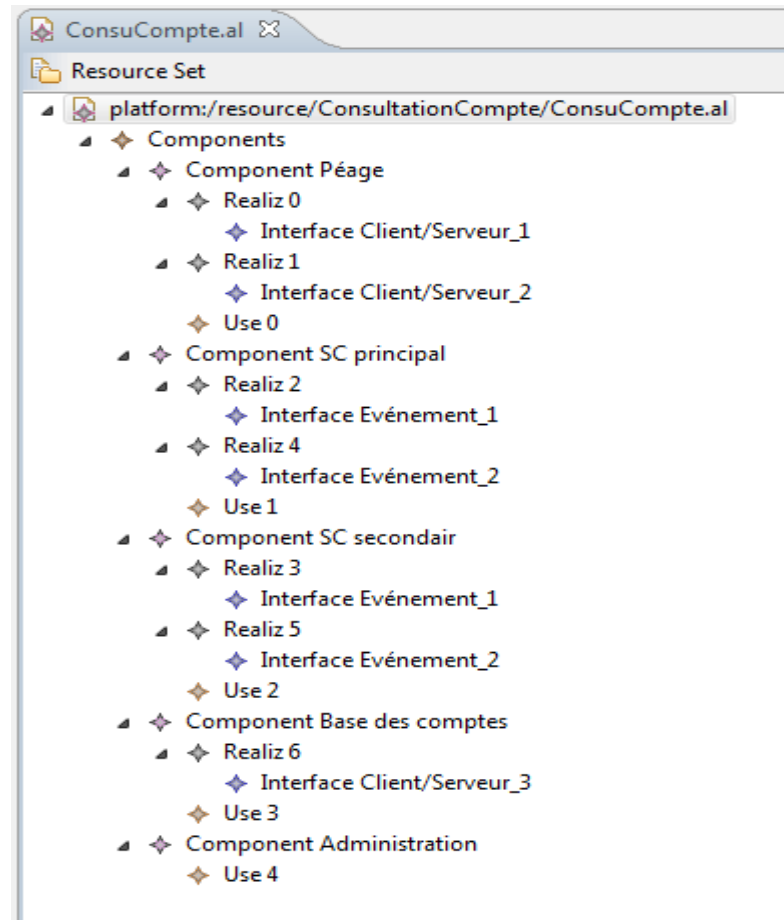 ConsuCompte.al
Resource Set
platform:/resource/ConsultationCompte/ConsuCompte.al
Components
Component Péage
Realiz 0
Interface Client/Serveur_1
Realiz 1
Interface Client/Serveur_2
Use 0
Component SC principal
Realiz 2
Interface Evénement_1
Realiz 4
Interface Evénement_2
Use 1
Component SC secondair
Realiz 3
Interface Evénement_1
Realiz 5
Interface Evénement_2
Use 2
Component Base des comptes
Realiz 6
Interface Client/Serveur_3
Use 3
Component Administration
Use 4